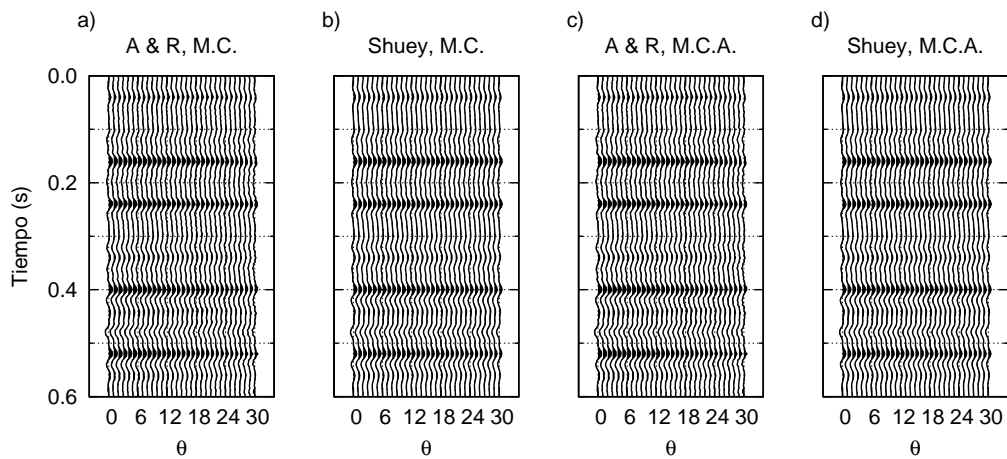 a) b) c) d)
A & R, M.C. Shuey, M.C. A & R, M.C.A. Shuey, M.C.A.
Tiempo (s)
0.0
0.2
0.4
0.6
0 6 12 18 24 30 0 6 12 18 24 30 0 6 12 18 24 30 0 6 12 18 24 30
θ θ θ θ